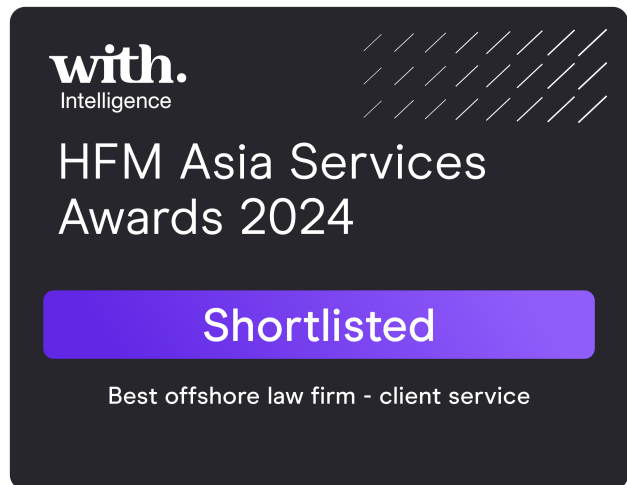 with.
Intelligence
HFM Asia Services
Awards 2024
Shortlisted
Best offshore law firm - client service